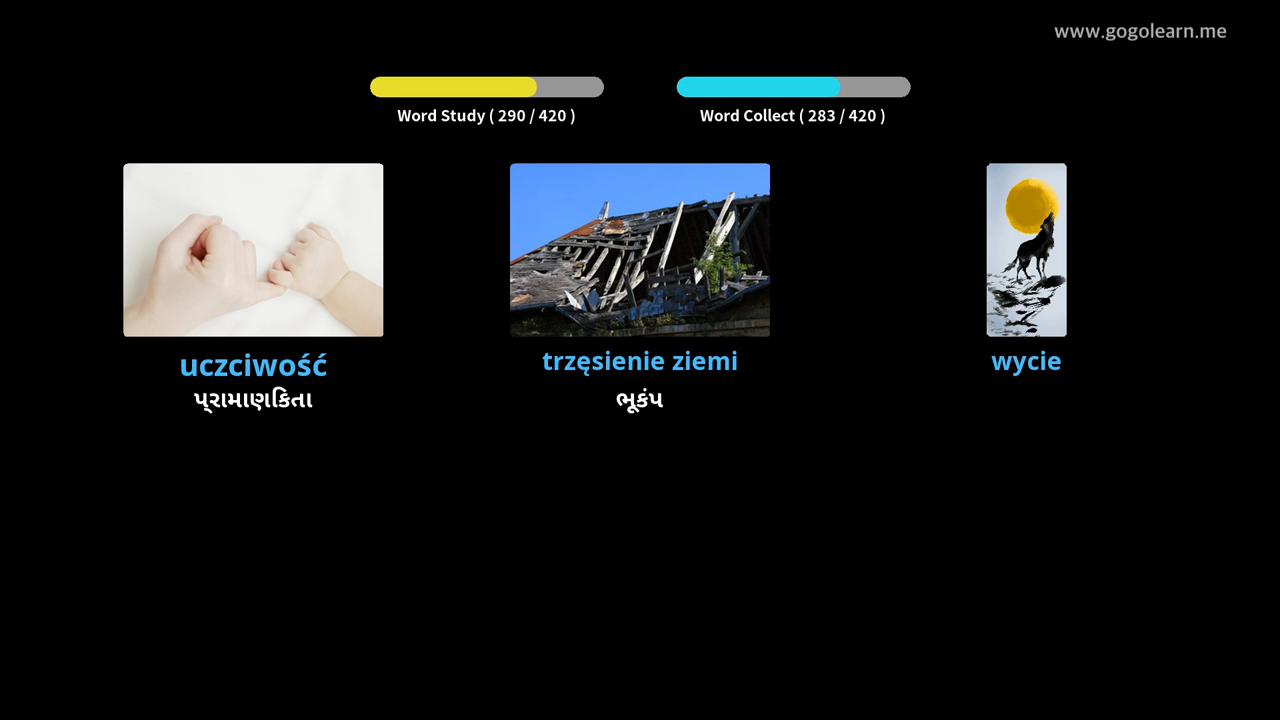 www.gogolearn.me
Word Study ( 290 / 420 )
Word Collect ( 283 / 420 )
uczciwość
trzęsienie ziemi
wycie
પ્રામાણિકતા
ભૂકંપ